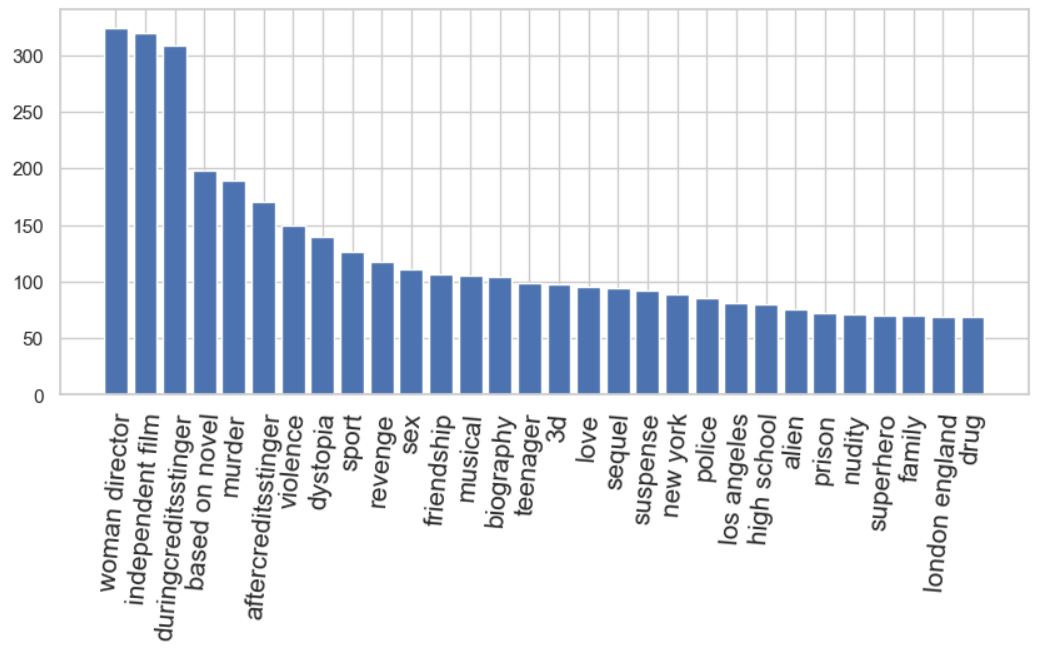 300
250
200
150
100
50
0
woman director
independent film
duringcreditsstinger
based on novel
murder
aftercreditsstinger
violence
dystopia
sport
revenge
sex
friendship
musical
biography
teenager
3d
love
sequel
suspense
new york
police
los angeles
high school
alien
prison
nudity
superhero
family
london england
drug